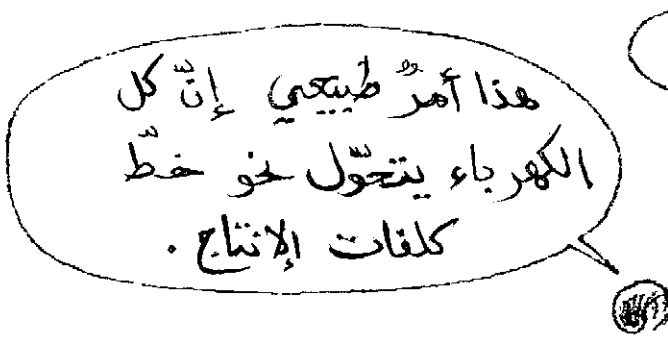 هذا أمرٌ طبيعي إنّ كل
الكهرباء يتحوّل نحو خطّ
كلفات الإنتاج .